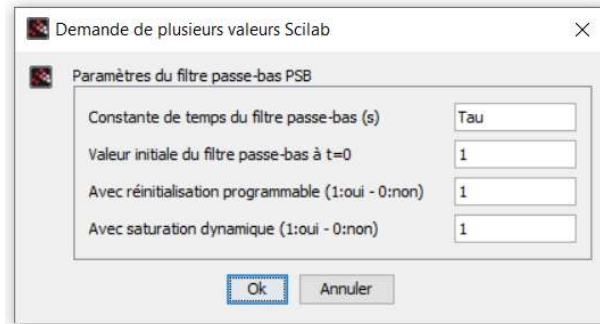 Demande de plusieurs valeurs Scilab
Paramètres du filtre passe-bas PSB
Constante de temps du filtre passe-bas (s) Tau
Valeur initiale du filtre passe-bas à t=0 1
Avec réinitialisation programmable (1:oui - 0:non) 1
Avec saturation dynamique (1:oui - 0:non) 1
Ok Annuler